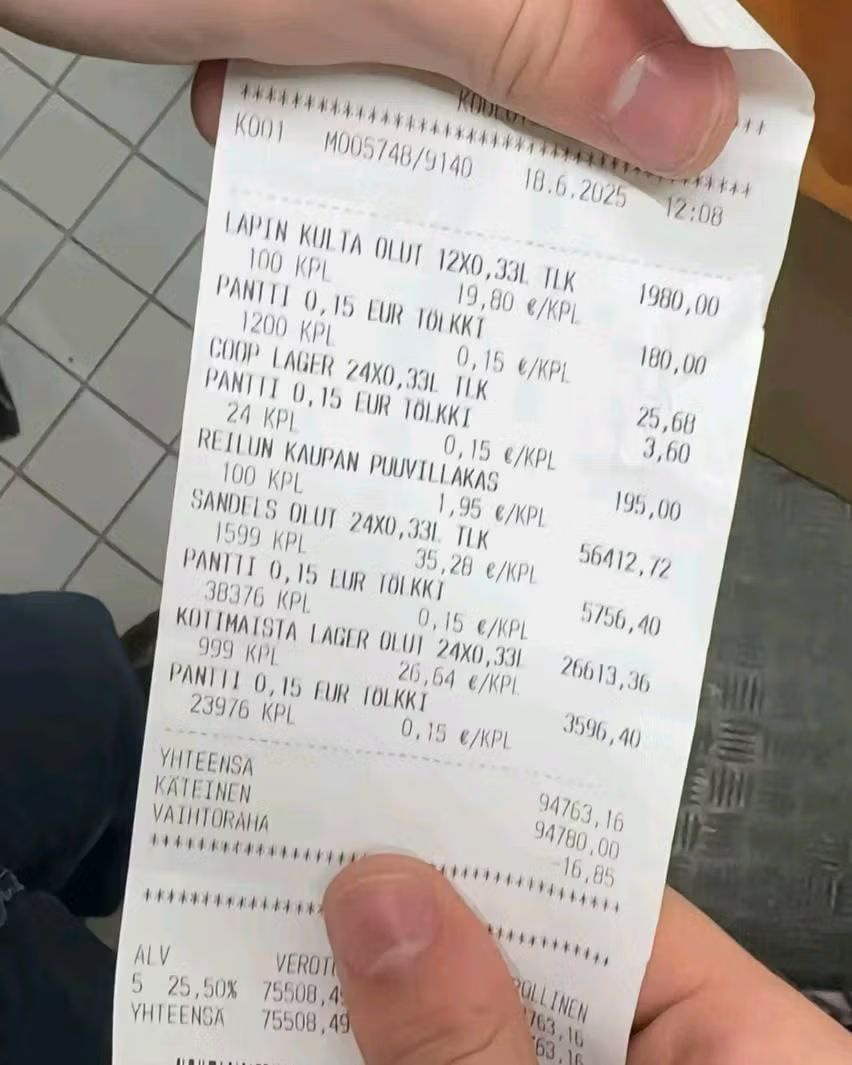 ****************************************
K001 M005748/9140 18.6.2025 12:08
LAPIN KULTA OLUT 12X0,33L TLK 1980,00
100 KPL 19,80 €/KPL
PANTTI 0,15 EUR TÖLKKI 180,00
1200 KPL 0,15 €/KPL
COOP LAGER 24X0,33L TLK 25,68
PANTTI 0,15 EUR TÖLKKI 3,60
24 KPL 0,15 €/KPL
REILUN KAUPAN PUUVILLAKAS 195,00
100 KPL 1,95 €/KPL
SANDELS OLUT 24X0,33L TLK 56412,72
1599 KPL 35,28 €/KPL
PANTTI 0,15 EUR TÖLKKI 5756,40
38376 KPL 0,15 €/KPL
KOTIMAISTA LAGER OLUT 24X0,33l 26613,36
999 KPL 26,64 €/KPL
PANTTI 0,15 EUR TÖLKKI 3596,40
23976 KPL 0,15 €/KPL
YHTEENSÄ 94763,16
KÄTEINEN 94780,00
VAIHTORAHA -16,85
****************************************
****************************************
ALV
5 25,50% 75508,4 763,16
YHTEENSÄ 75508,49 63,16